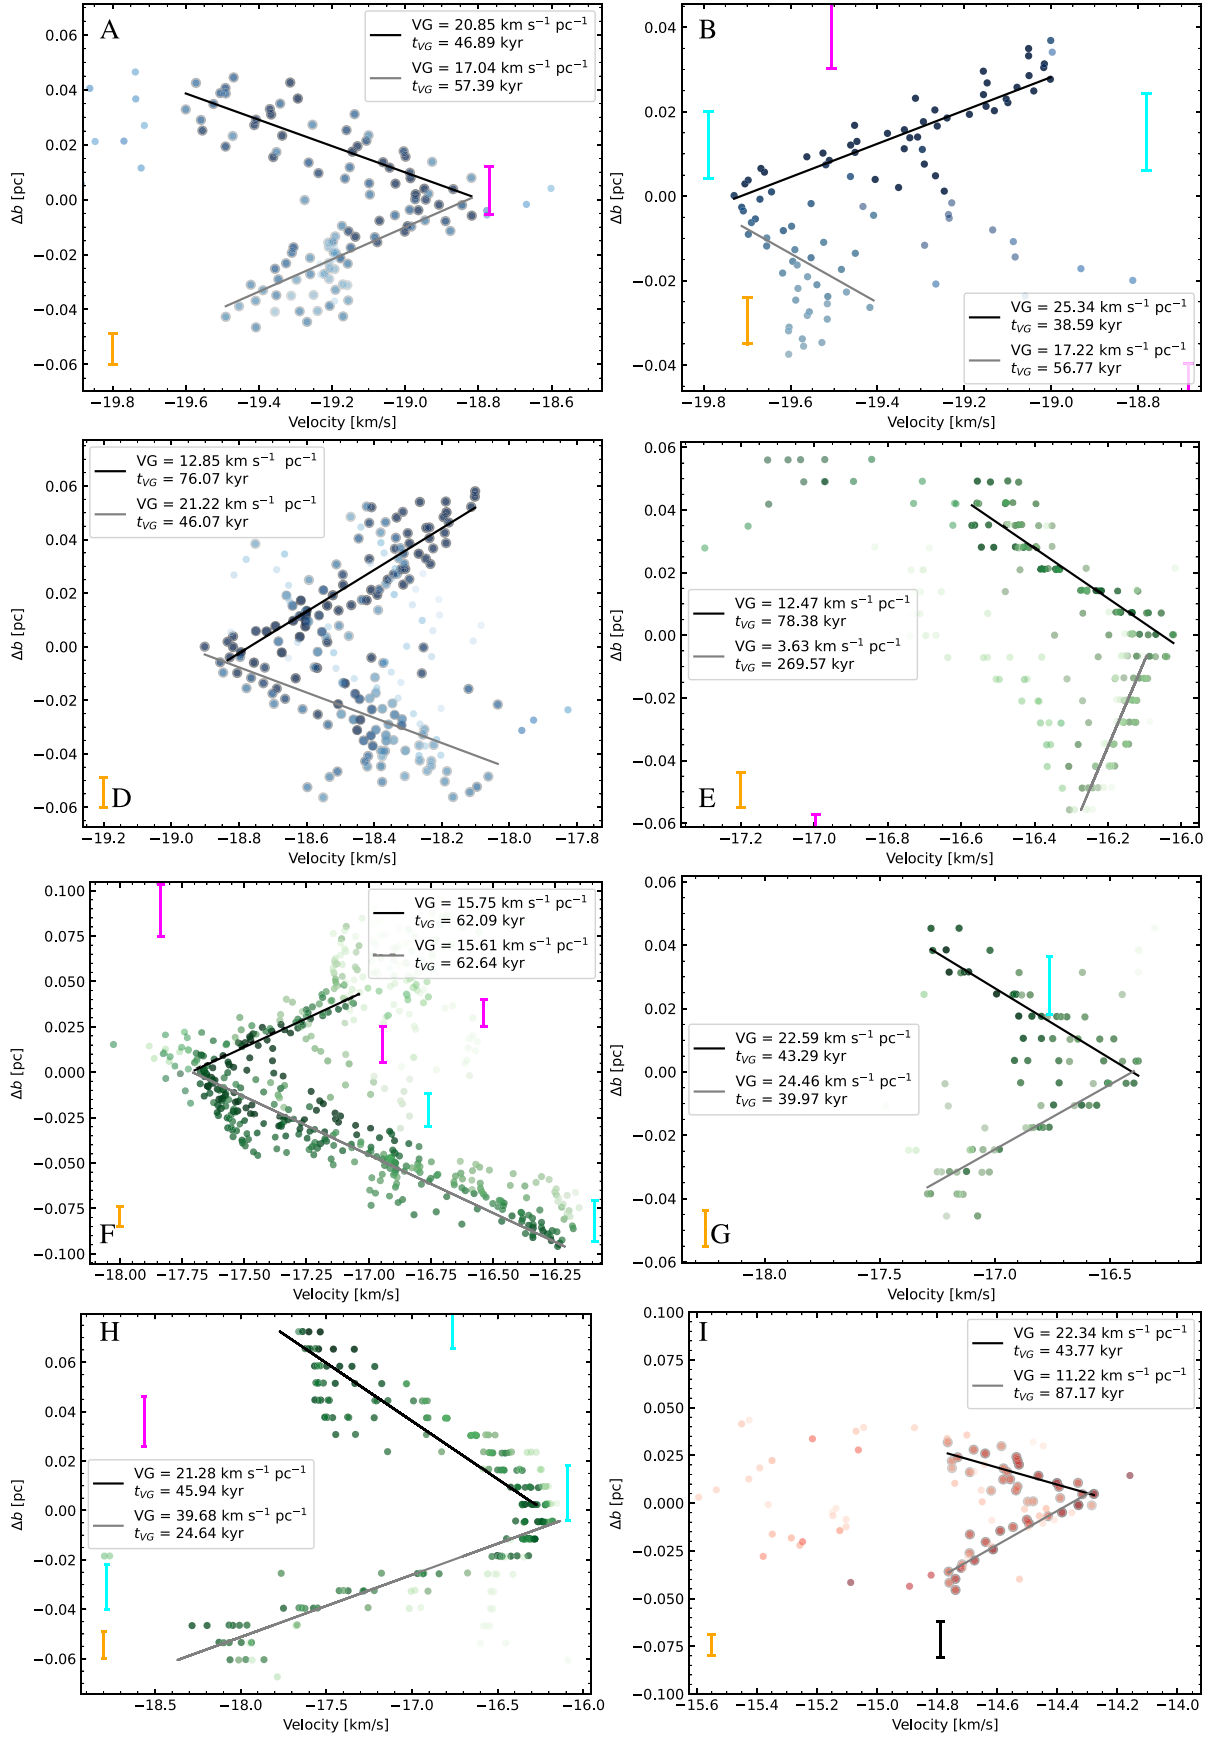 A
VG = 20.85 km s⁻¹ pc⁻¹
t_VG = 46.89 kyr
VG = 17.04 km s⁻¹ pc⁻¹
t_VG = 57.39 kyr
Δb [pc]
0.06
0.04
0.02
0.00
−0.02
−0.04
−0.06
−19.8 −19.6 −19.4 −19.2 −19.0 −18.8 −18.6
Velocity [km/s]
B
VG = 25.34 km s⁻¹ pc⁻¹
t_VG = 38.59 kyr
VG = 17.22 km s⁻¹ pc⁻¹
t_VG = 56.77 kyr
Δb [pc]
0.04
0.02
0.00
−0.02
−0.04
−19.8 −19.6 −19.4 −19.2 −19.0 −18.8
Velocity [km/s]
VG = 12.85 km s⁻¹ pc⁻¹
t_VG = 76.07 kyr
VG = 21.22 km s⁻¹ pc⁻¹
t_VG = 46.07 kyr
Δb [pc]
0.06
0.04
0.02
0.00
−0.02
−0.04
−0.06
D
−19.2 −19.0 −18.8 −18.6 −18.4 −18.2 −18.0 −17.8
Velocity [km/s]
VG = 12.47 km s⁻¹ pc⁻¹
t_VG = 78.38 kyr
VG = 3.63 km s⁻¹ pc⁻¹
t_VG = 269.57 kyr
Δb [pc]
0.06
0.04
0.02
0.00
−0.02
−0.04
−0.06
E
−17.2 −17.0 −16.8 −16.6 −16.4 −16.2 −16.0
Velocity [km/s]
VG = 15.75 km s⁻¹ pc⁻¹
t_VG = 62.09 kyr
VG = 15.61 km s⁻¹ pc⁻¹
t_VG = 62.64 kyr
Δb [pc]
0.100
0.075
0.050
0.025
0.000
−0.025
−0.050
−0.075
−0.100
F
−18.00 −17.75 −17.50 −17.25 −17.00 −16.75 −16.50 −16.25
Velocity [km/s]
VG = 22.59 km s⁻¹ pc⁻¹
t_VG = 43.29 kyr
VG = 24.46 km s⁻¹ pc⁻¹
t_VG = 39.97 kyr
Δb [pc]
0.06
0.04
0.02
0.00
−0.02
−0.04
−0.06
G
−18.0 −17.5 −17.0 −16.5
Velocity [km/s]
H
VG = 21.28 km s⁻¹ pc⁻¹
t_VG = 45.94 kyr
VG = 39.68 km s⁻¹ pc⁻¹
t_VG = 24.64 kyr
Δb [pc]
0.06
0.04
0.02
0.00
−0.02
−0.04
−0.06
−18.5 −18.0 −17.5 −17.0 −16.5 −16.0
Velocity [km/s]
I
VG = 22.34 km s⁻¹ pc⁻¹
t_VG = 43.77 kyr
VG = 11.22 km s⁻¹ pc⁻¹
t_VG = 87.17 kyr
Δb [pc]
0.100
0.075
0.050
0.025
0.000
−0.025
−0.050
−0.075
−0.100
−15.6 −15.4 −15.2 −15.0 −14.8 −14.6 −14.4 −14.2 −14.0
Velocity [km/s]